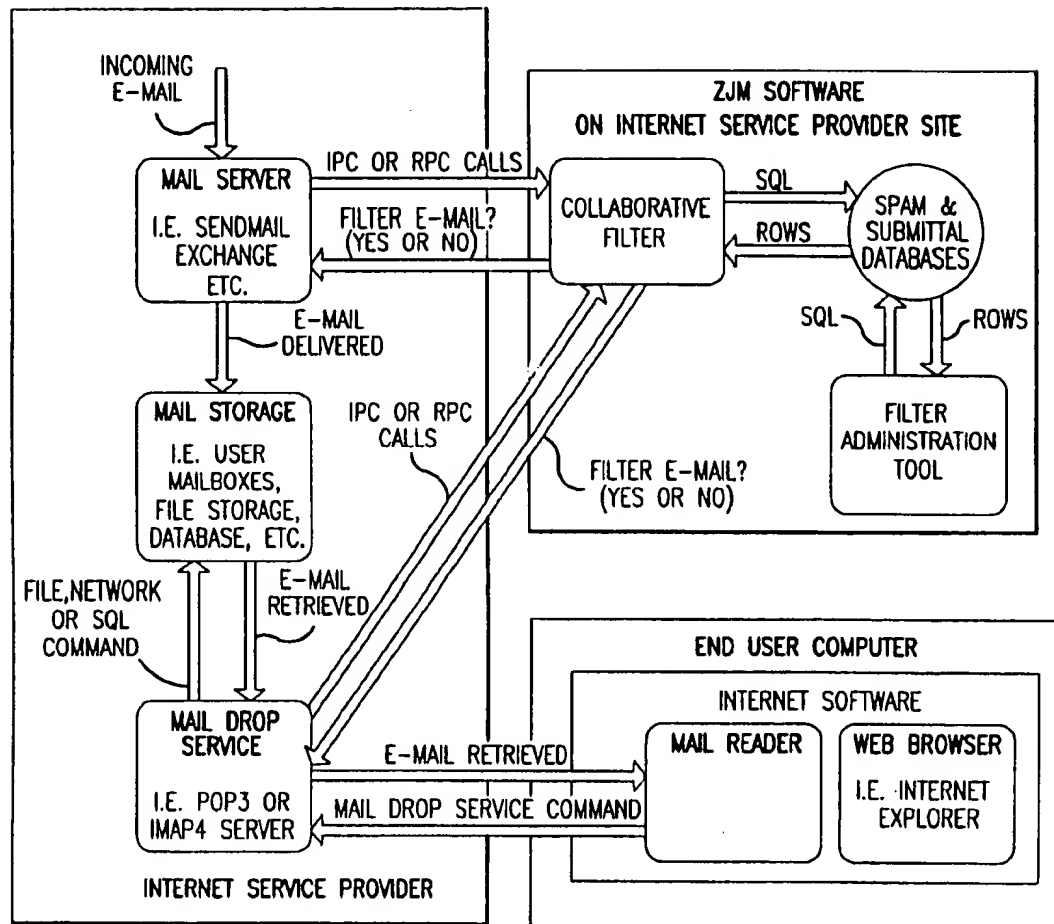 INCOMING
E-MAIL
MAIL SERVER
I.E. SENDMAIL
EXCHANGE
ETC.
IPC OR RPC CALLS
FILTER E-MAIL?
(YES OR NO)
E-MAIL
DELIVERED
MAIL STORAGE
I.E. USER
MAILBOXES,
FILE STORAGE,
DATABASE, ETC.
FILE,NETWORK
OR SQL
COMMAND
E-MAIL
RETRIEVED
MAIL DROP
SERVICE
I.E. POP3 OR
IMAP4 SERVER
INTERNET SERVICE PROVIDER
ZJM SOFTWARE
ON INTERNET SERVICE PROVIDER SITE
COLLABORATIVE
FILTER
SQL
ROWS
SPAM &
SUBMITTAL
DATABASES
SQL
ROWS
FILTER
ADMINISTRATION
TOOL
IPC OR RPC
CALLS
FILTER E-MAIL?
(YES OR NO)
E-MAIL RETRIEVED
MAIL DROP SERVICE COMMAND
END USER COMPUTER
INTERNET SOFTWARE
MAIL READER
WEB BROWSER
I.E. INTERNET
EXPLORER